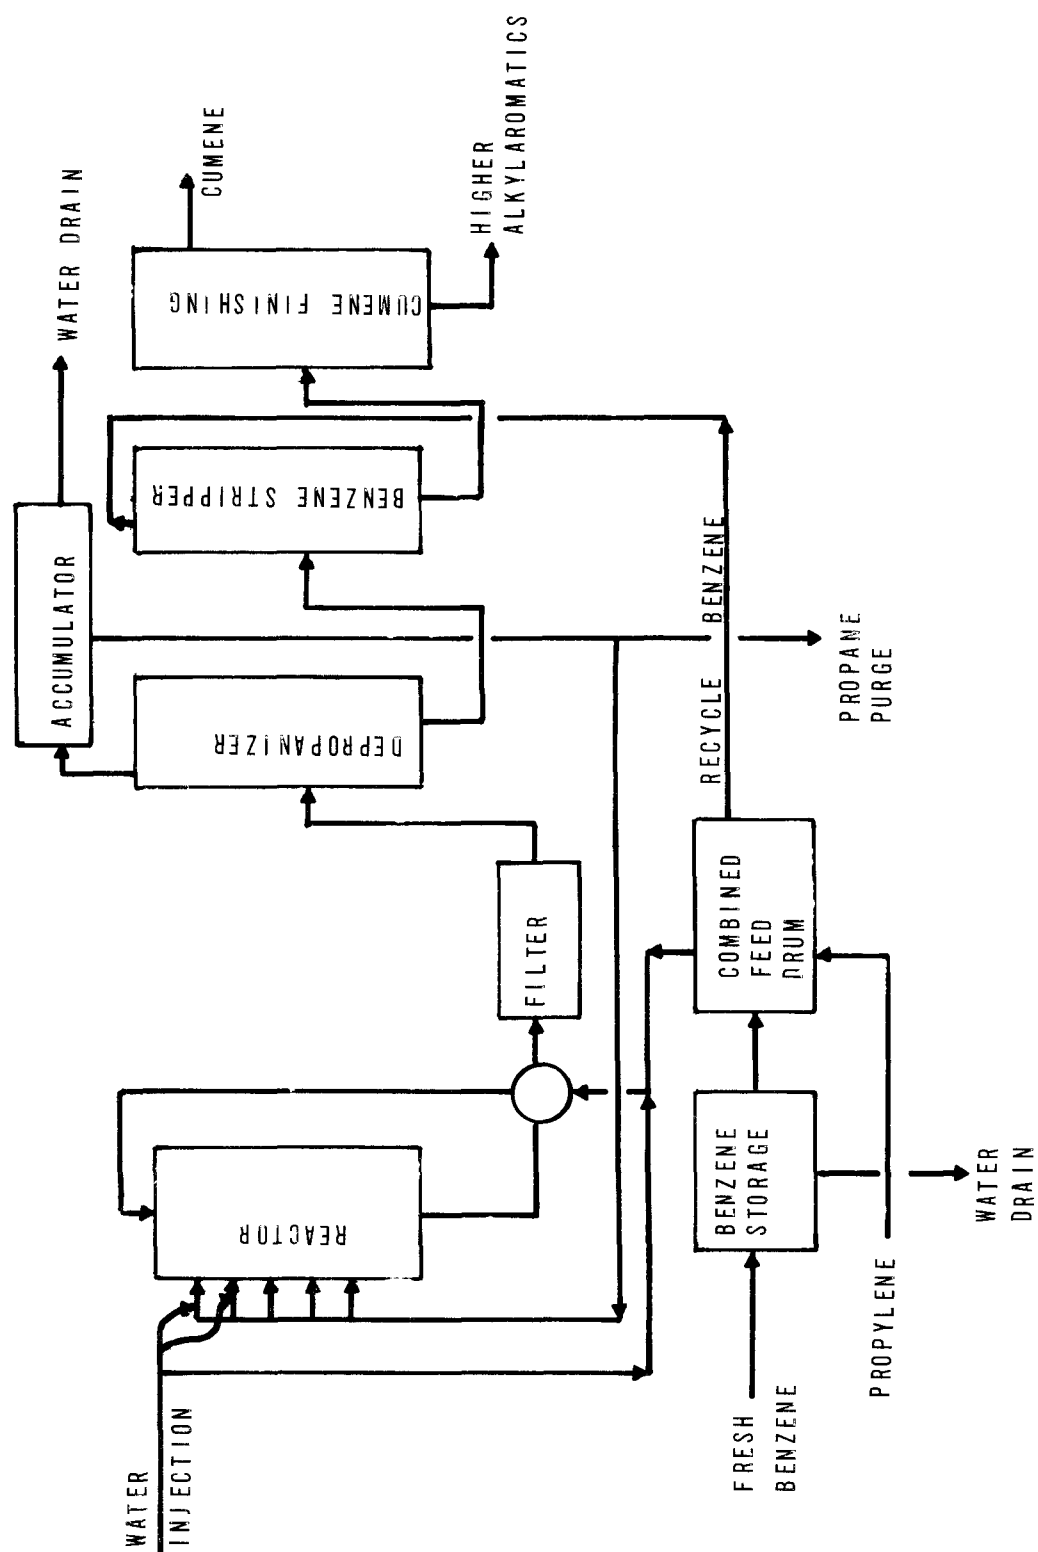 WATER
INJECTION
REACTOR
ACCUMULATOR
WATER DRAIN
DEPROPANIZER
BENZENE STRIPPER
CUMENE FINISHING
CUMENE
HIGHER
ALKYLAROMATICS
FILTER
RECYCLE BENZENE
COMBINED
FEED
DRUM
BENZENE
STORAGE
FRESH
BENZENE
PROPYLENE
WATER
DRAIN
PROPANE
PURGE